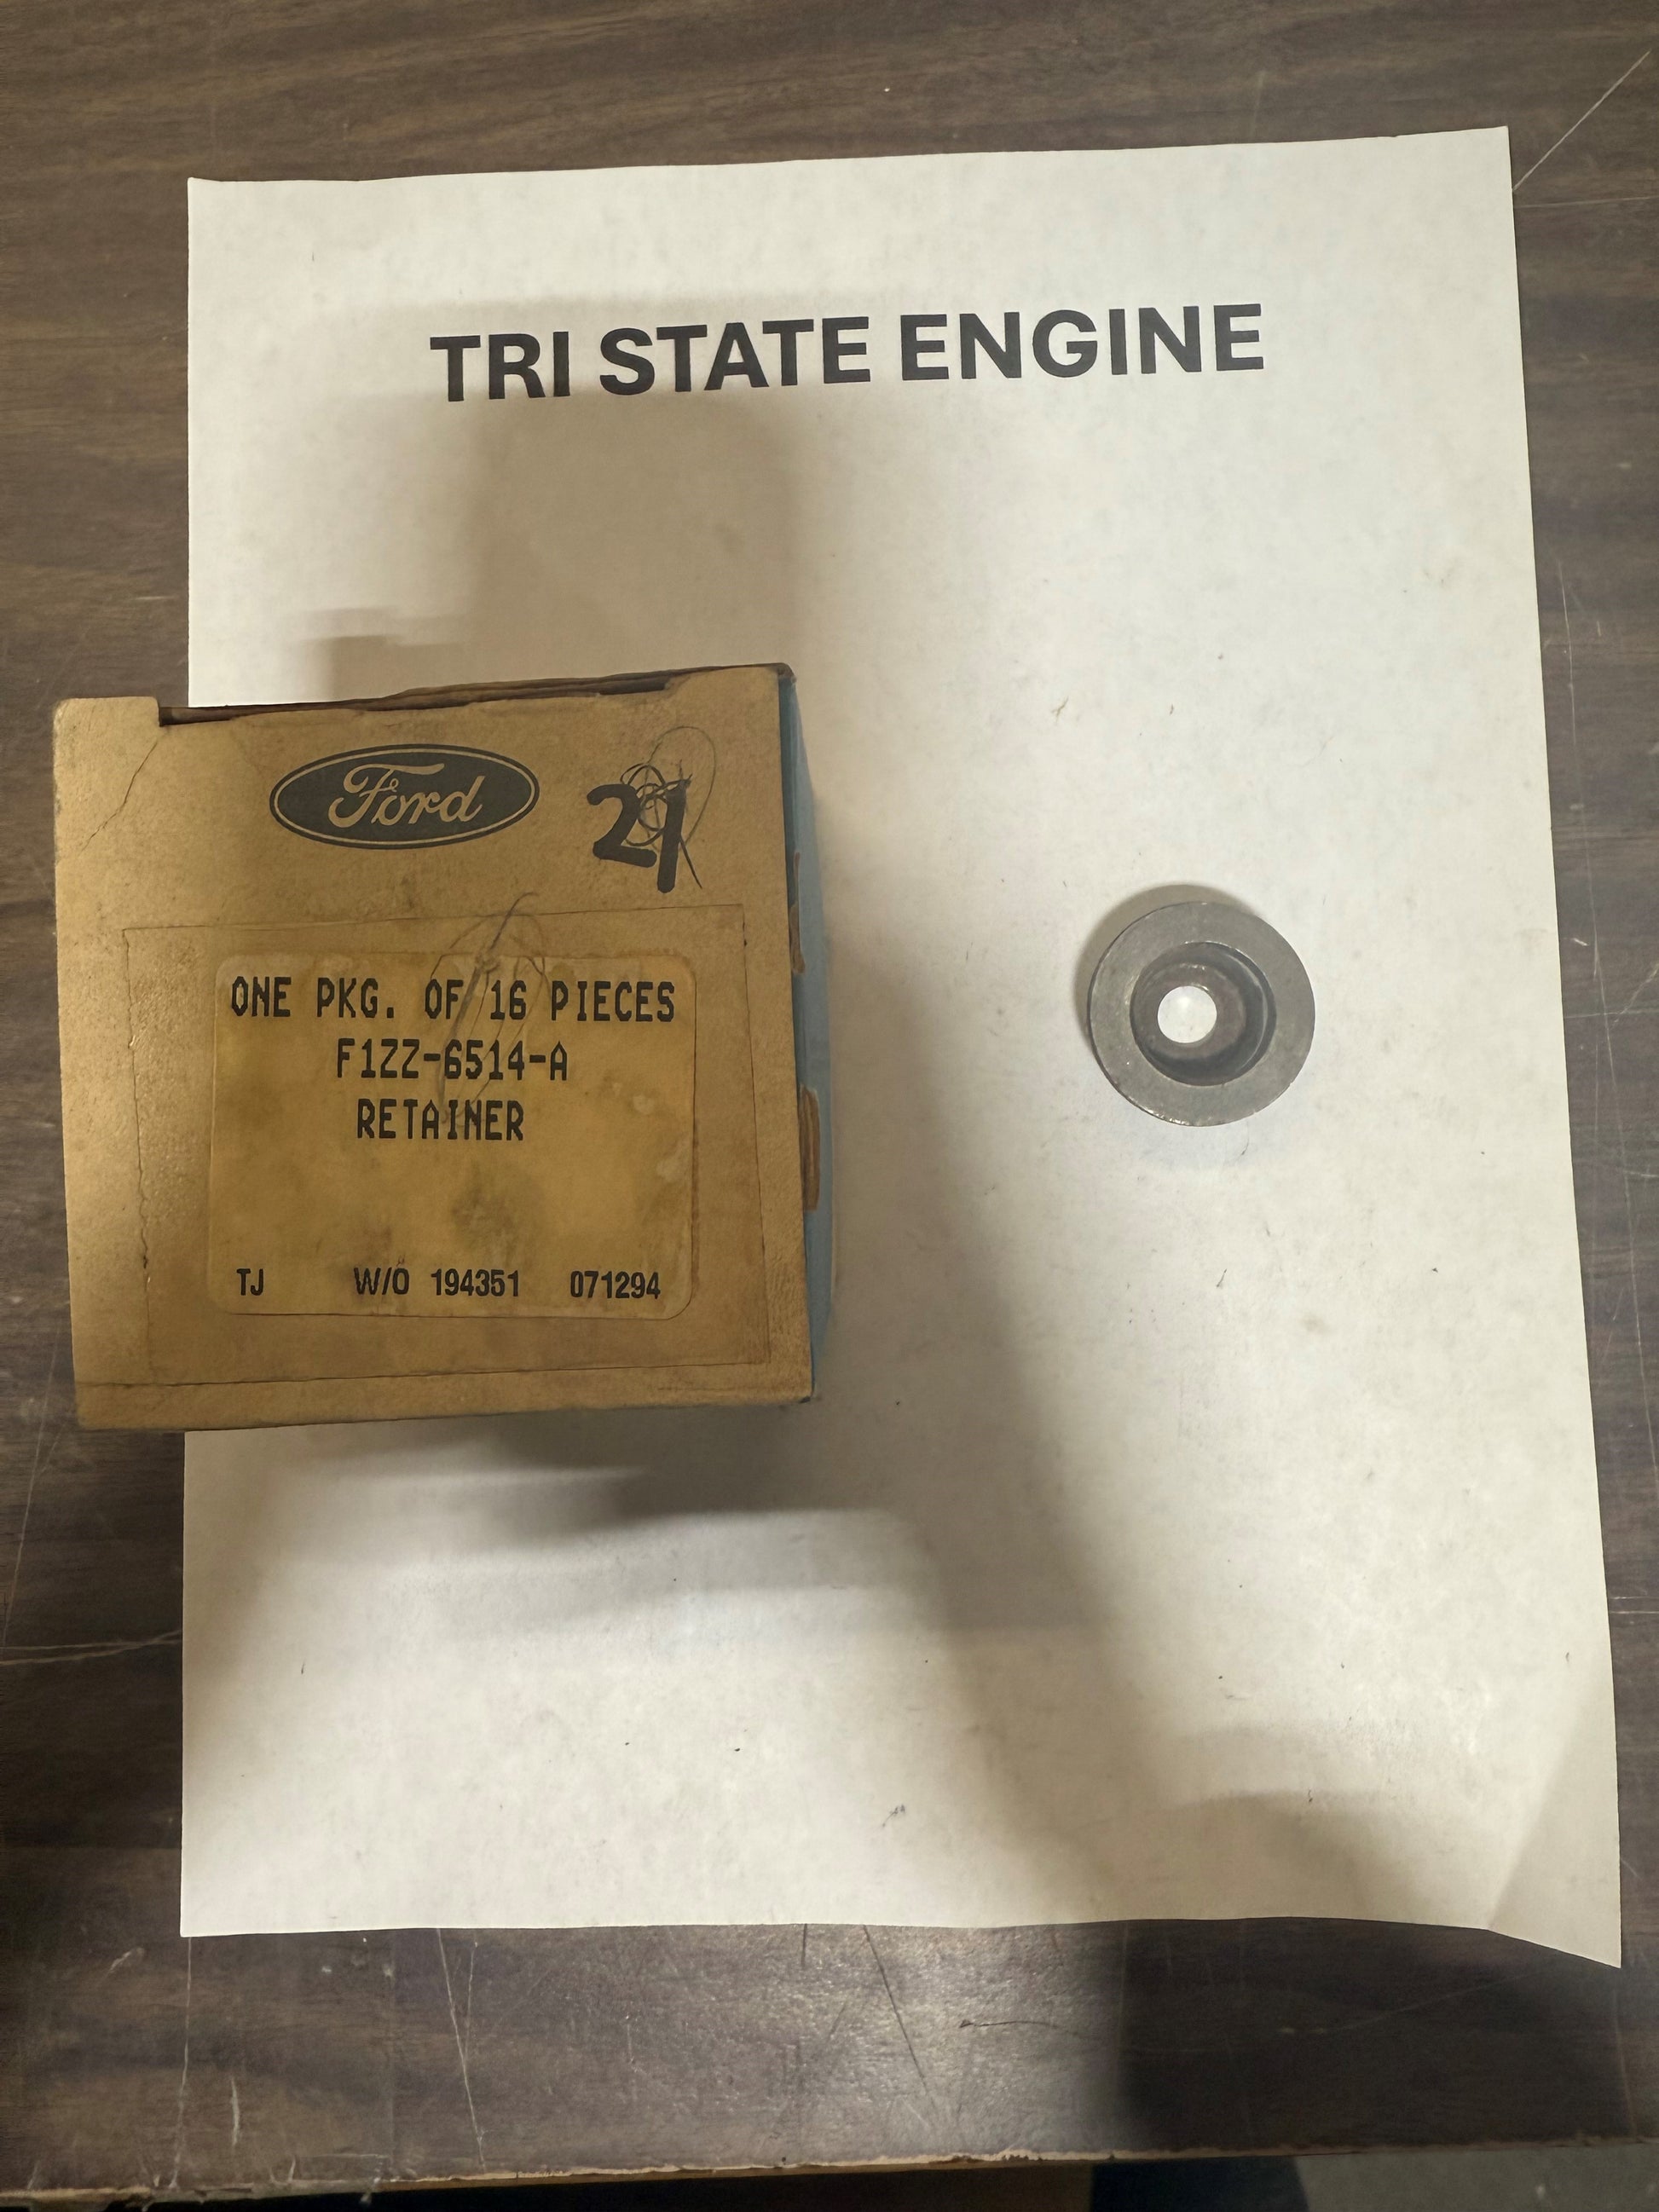 TRI STATE ENGINE
Ford
21
ONE PKG. OF 16 PIECES
F1ZZ-6514-A
RETAINER
TJ W/O 194351 071294